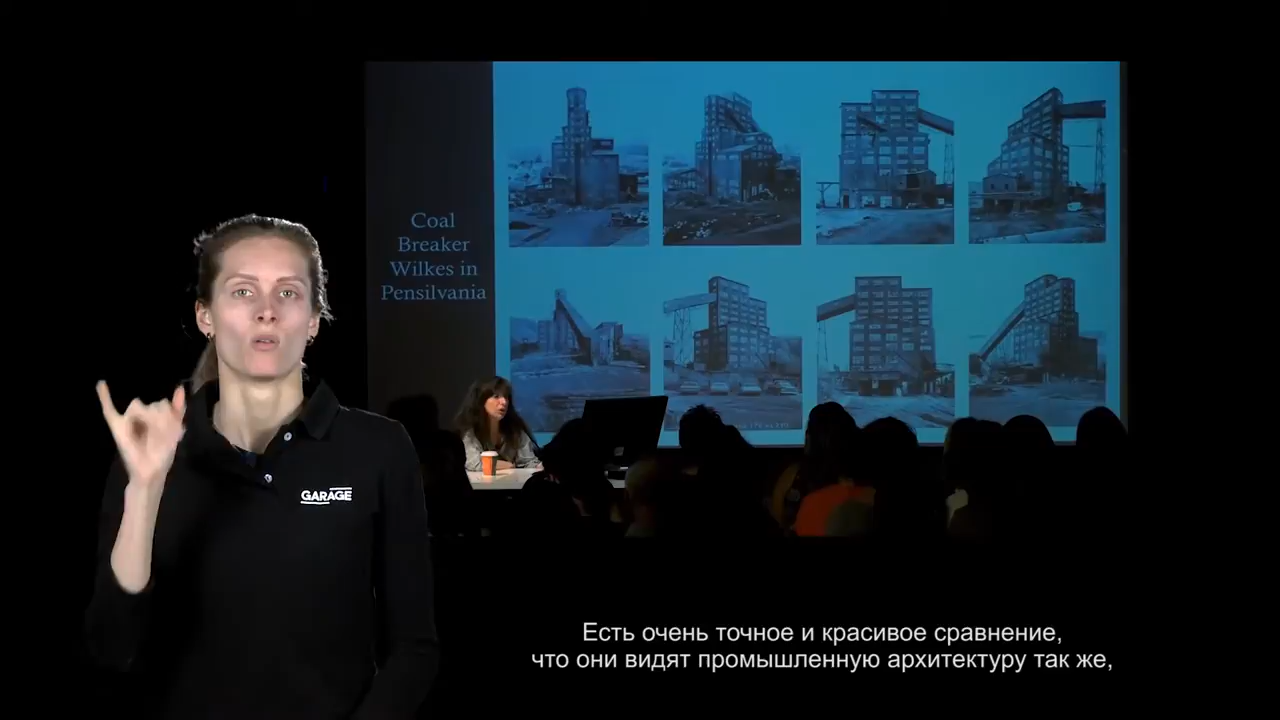 Coal
Breaker
Wilkes in
Pensilvania
GARAGE
Есть очень точное и красивое сравнение,
что они видят промышленную архитектуру так же,